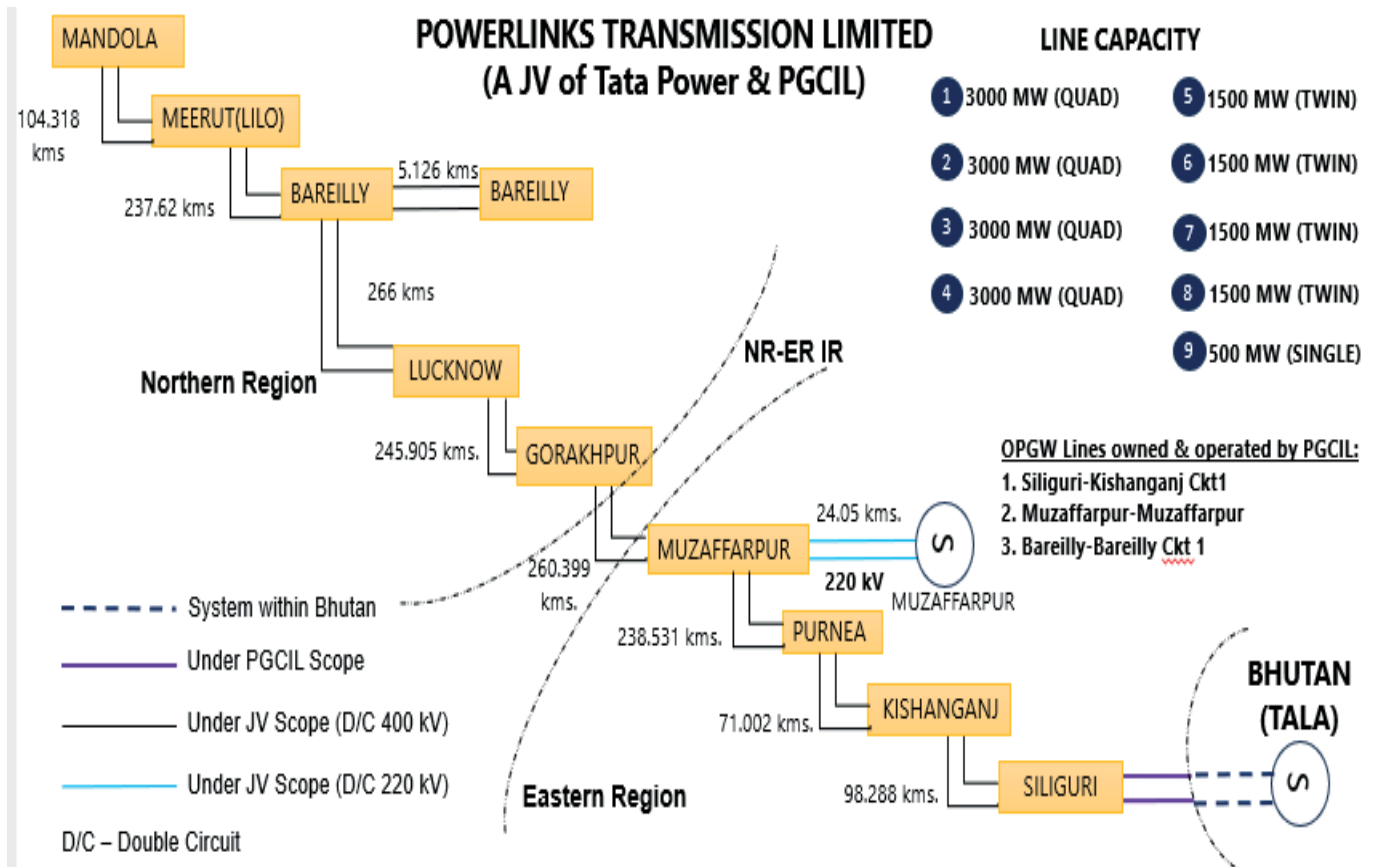 POWERLINKS TRANSMISSION LIMITED
(A JV of Tata Power & PGCIL)
MANDOLA
104.318
kms
MEERUT(LILO)
237.62 kms
BAREILLY
5.126 kms
BAREILLY
266 kms
LUCKNOW
Northern Region
245.905 kms.
GORAKHPUR
NR-ER IR
260.399
kms.
MUZAFFARPUR
24.05 kms.
220 kV
S
MUZAFFARPUR
238.531 kms.
PURNEA
71.002 kms.
KISHANGANJ
98.288 kms.
SILIGURI
Eastern Region
BHUTAN
(TALA)
S
LINE CAPACITY
1 3000 MW (QUAD)
2 3000 MW (QUAD)
3 3000 MW (QUAD)
4 3000 MW (QUAD)
5 1500 MW (TWIN)
6 1500 MW (TWIN)
7 1500 MW (TWIN)
8 1500 MW (TWIN)
9 500 MW (SINGLE)
OPGW Lines owned & operated by PGCIL:
1. Siliguri-Kishanganj Ckt1
2. Muzaffarpur-Muzaffarpur
3. Bareilly-Bareilly Ckt 1
System within Bhutan
Under PGCIL Scope
Under JV Scope (D/C 400 kV)
Under JV Scope (D/C 220 kV)
D/C – Double Circuit